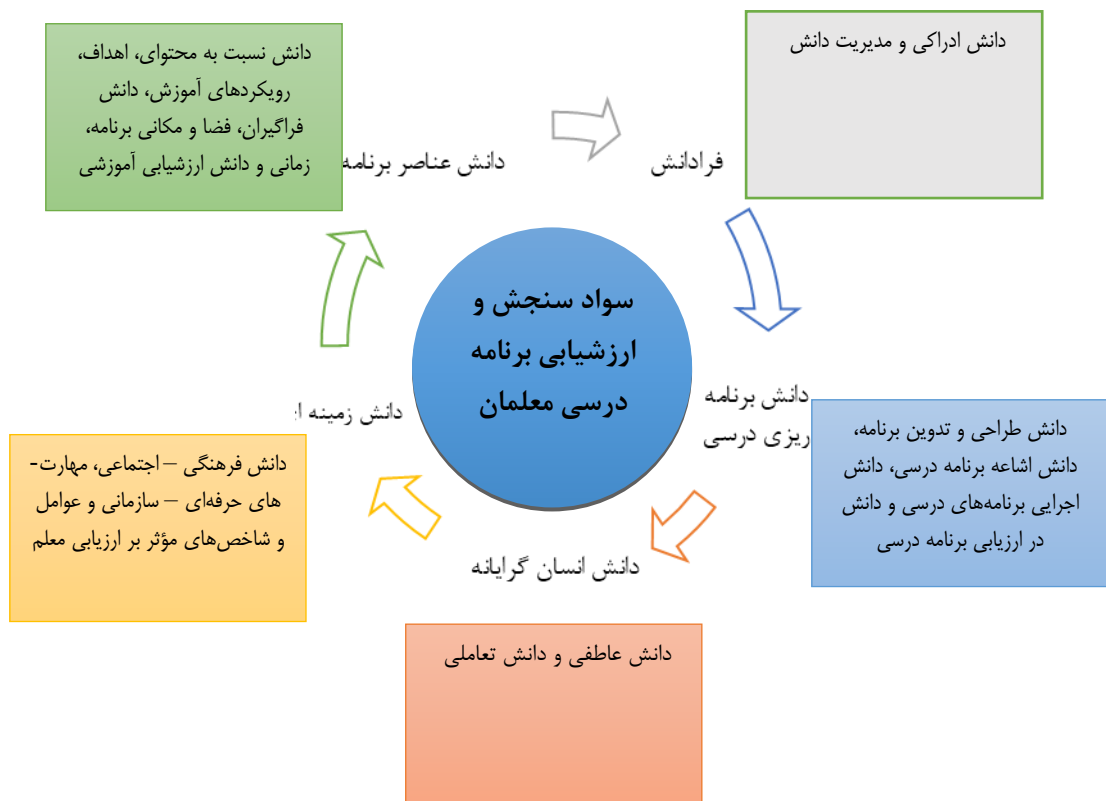 دانش ادراکی و مدیریت دانش
فرادانش
دانش نسبت به محتوای، اهداف،
رویکردهای آموزش، دانش
فراگیران، فضا و مکانی برنامه،
زمانی و دانش ارزشیابی آموزشی
دانش عناصر برنامه
سواد سنجش و
ارزشیابی برنامه
درسی معلمان
دانش برنامه
ریزی درسی
دانش طراحی و تدوین برنامه،
دانش اشاعه برنامه درسی، دانش
اجرایی برنامه‌های درسی و دانش
در ارزیابی برنامه درسی
دانش زمینه ا
دانش فرهنگی – اجتماعی، مهارت-
های حرفه‌ای – سازمانی و عوامل
و شاخص‌های مؤثر بر ارزیابی معلم
دانش انسان گرایانه
دانش عاطفی و دانش تعاملی